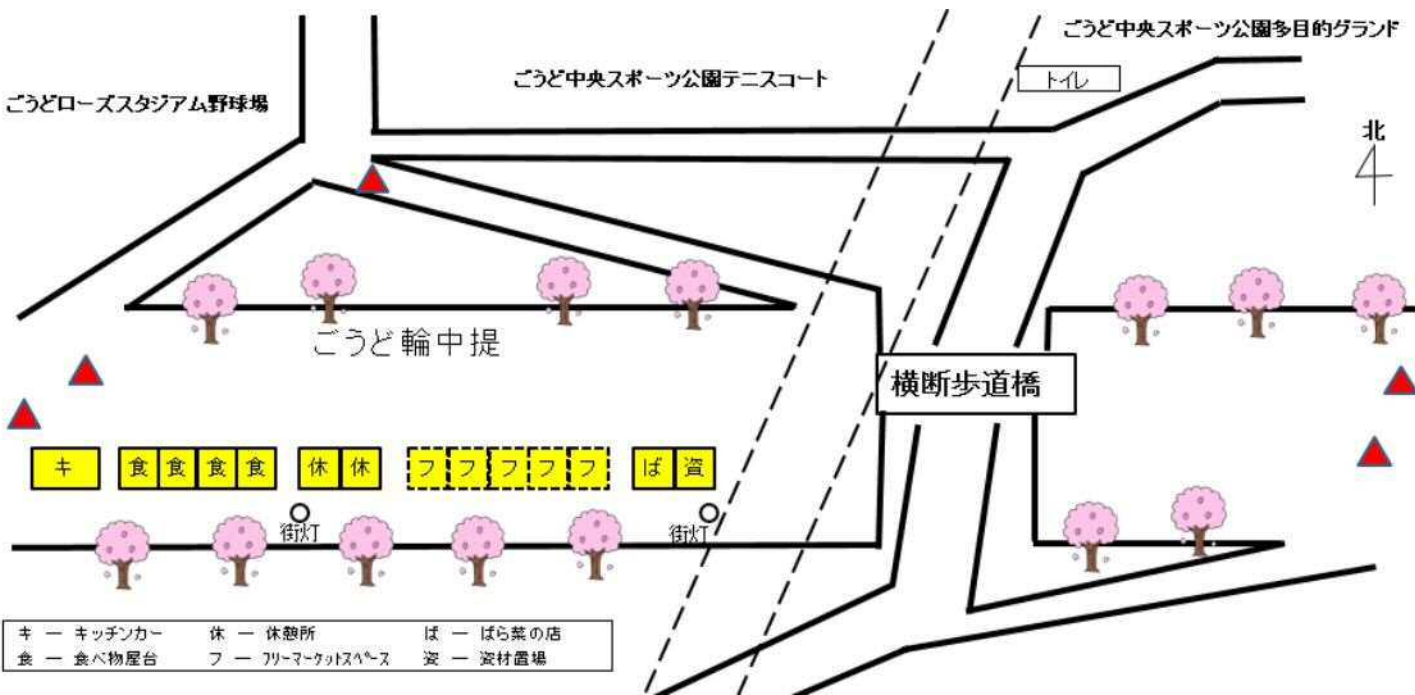 ごうど中央スポーツ公園多目的グランド
ごうど中央スポーツ公園テニスコート
トイレ
ごうどローズスタジアム野球場
北
ごうど輪中提
横断歩道橋
キ 食 食 食 食 休 休 フ フ フ フ フ ば 資
街灯 街灯
キ ー キッチンカー 休 ー 休憩所 ば ー ばら菜の店
食 ー 食べ物屋台 フ ー フリーマーケットスペース 資 ー 資材置場